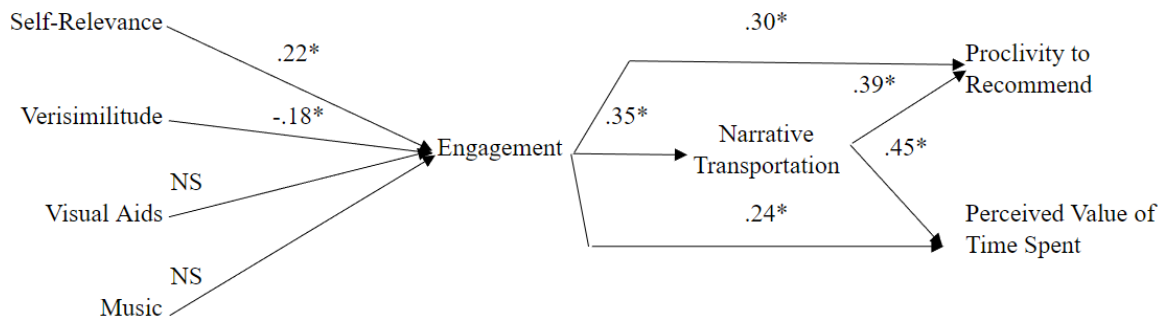 Self-Relevance
.22*
.30*
Proclivity to
Recommend
.39*
Verisimilitude
-.18*
.35*
Engagement
Narrative
Transportation
.45*
NS
Visual Aids
.24*
Perceived Value of
Time Spent
NS
Music